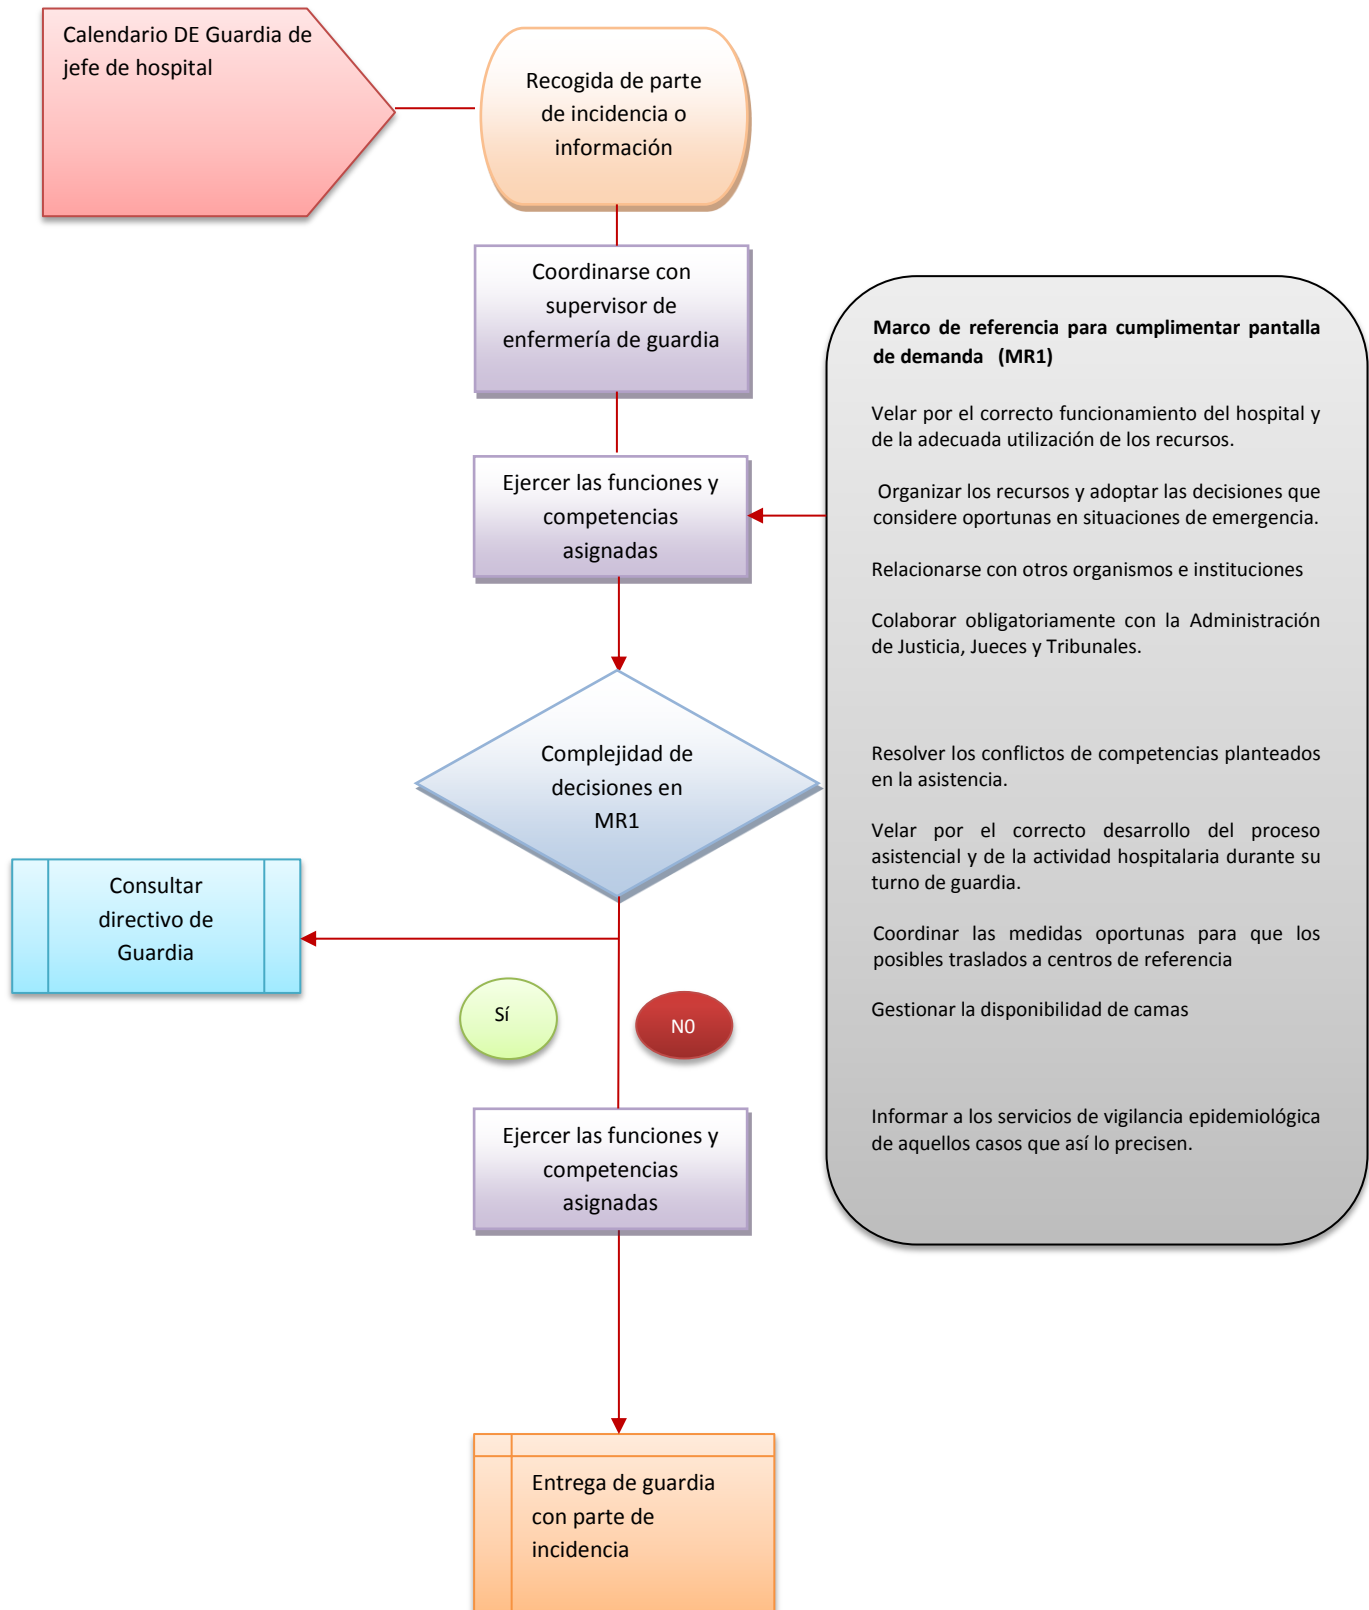 Calendario DE Guardia de
jefe de hospital
Recogida de parte
de incidencia o
información
Coordinarse con
supervisor de
enfermería de guardia
Ejercer las funciones y
competencias
asignadas
Marco de referencia para cumplimentar pantalla
de demanda (MR1)
Velar por el correcto funcionamiento del hospital y
de la adecuada utilización de los recursos.
Organizar los recursos y adoptar las decisiones que
considere oportunas en situaciones de emergencia.
Relacionarse con otros organismos e instituciones
Colaborar obligatoriamente con la Administración
de Justicia, Jueces y Tribunales.
Resolver los conflictos de competencias planteados
en la asistencia.
Velar por el correcto desarrollo del proceso
asistencial y de la actividad hospitalaria durante su
turno de guardia.
Coordinar las medidas oportunas para que los
posibles traslados a centros de referencia
Gestionar la disponibilidad de camas
Informar a los servicios de vigilancia epidemiológica
de aquellos casos que así lo precisen.
Complejidad de
decisiones en
MR1
Consultar
directivo de
Guardia
Sí
N0
Ejercer las funciones y
competencias
asignadas
Entrega de guardia
con parte de
incidencia